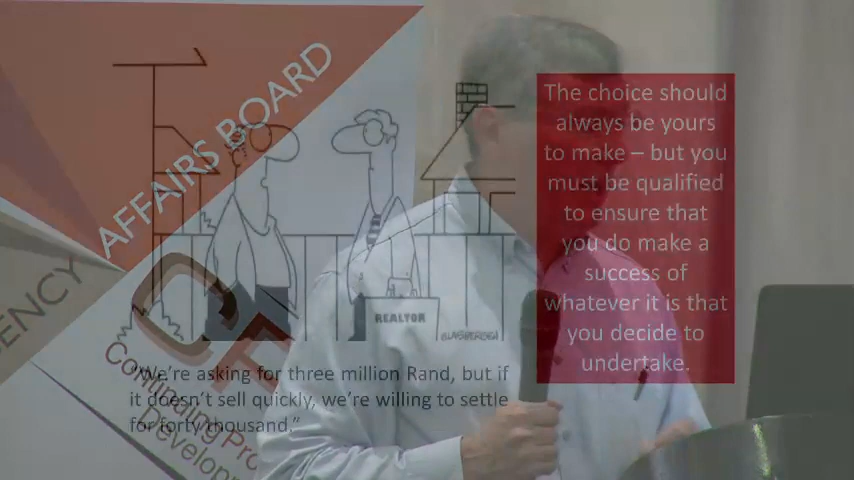 AFFAIRS BOARD
ENCY
CP
Continuing Pro
Develop
REALTOR
GLASBERGEN
"We're asking for three million Rand, but if
it doesn't sell quickly, we're willing to settle
for forty thousand."
The choice should
always be yours
to make – but you
must be qualified
to ensure that
you do make a
success of
whatever it is that
you decide to
undertake.